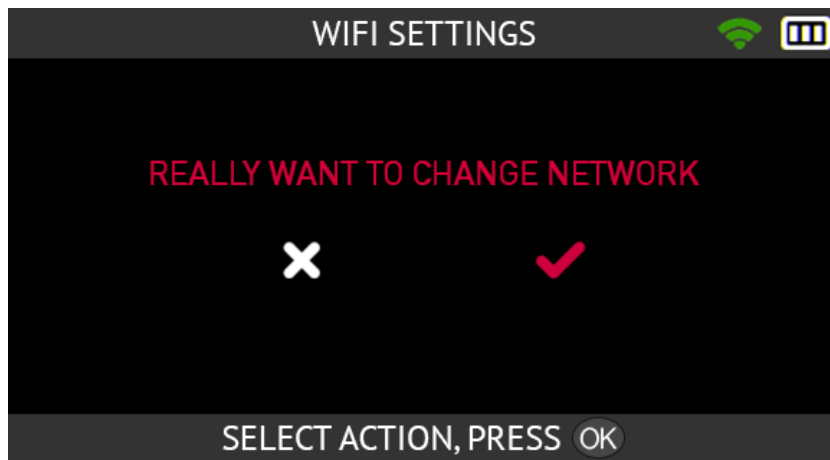 WIFI SETTINGS
REALLY WANT TO CHANGE NETWORK
SELECT ACTION, PRESS OK